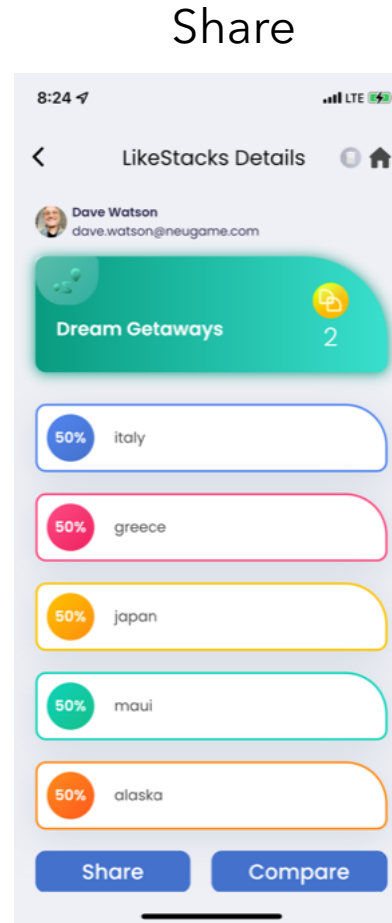 Share
8:24
LTE
LikeStacks Details
Dave Watson
dave.watson@neugame.com
Dream Getaways
2
50% italy
50% greece
50% japan
50% maui
50% alaska
Share Compare